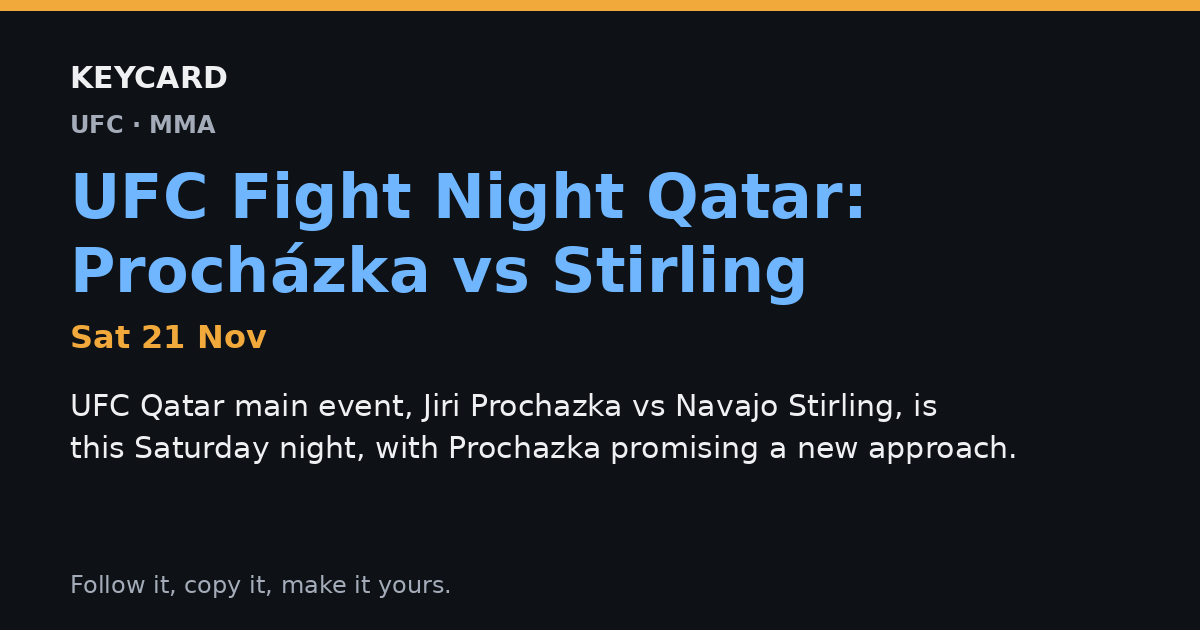 KEYCARD
UFC · MMA
UFC Fight Night Qatar:
Procházka vs Stirling
Sat 21 Nov
UFC Qatar main event, Jiri Prochazka vs Navajo Stirling, is
this Saturday night, with Prochazka promising a new approach.
Follow it, copy it, make it yours.